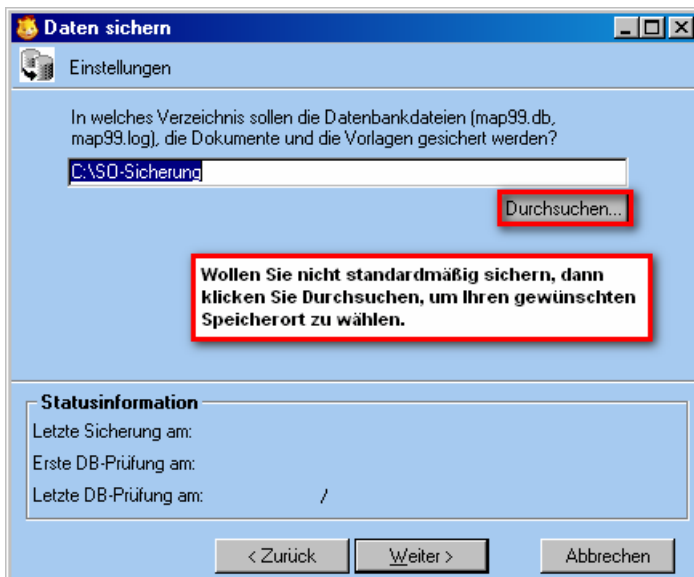 Daten sichern
Einstellungen
In welches Verzeichnis sollen die Datenbankdateien (map99.db,
map99.log), die Dokumente und die Vorlagen gesichert werden?
C:\SO-Sicherung
Durchsuchen...
Wollen Sie nicht standardmäßig sichern, dann
klicken Sie Durchsuchen, um Ihren gewünschten
Speicherort zu wählen.
Statusinformation
Letzte Sicherung am:
Erste DB-Prüfung am:
Letzte DB-Prüfung am: /
< Zurück Weiter > Abbrechen